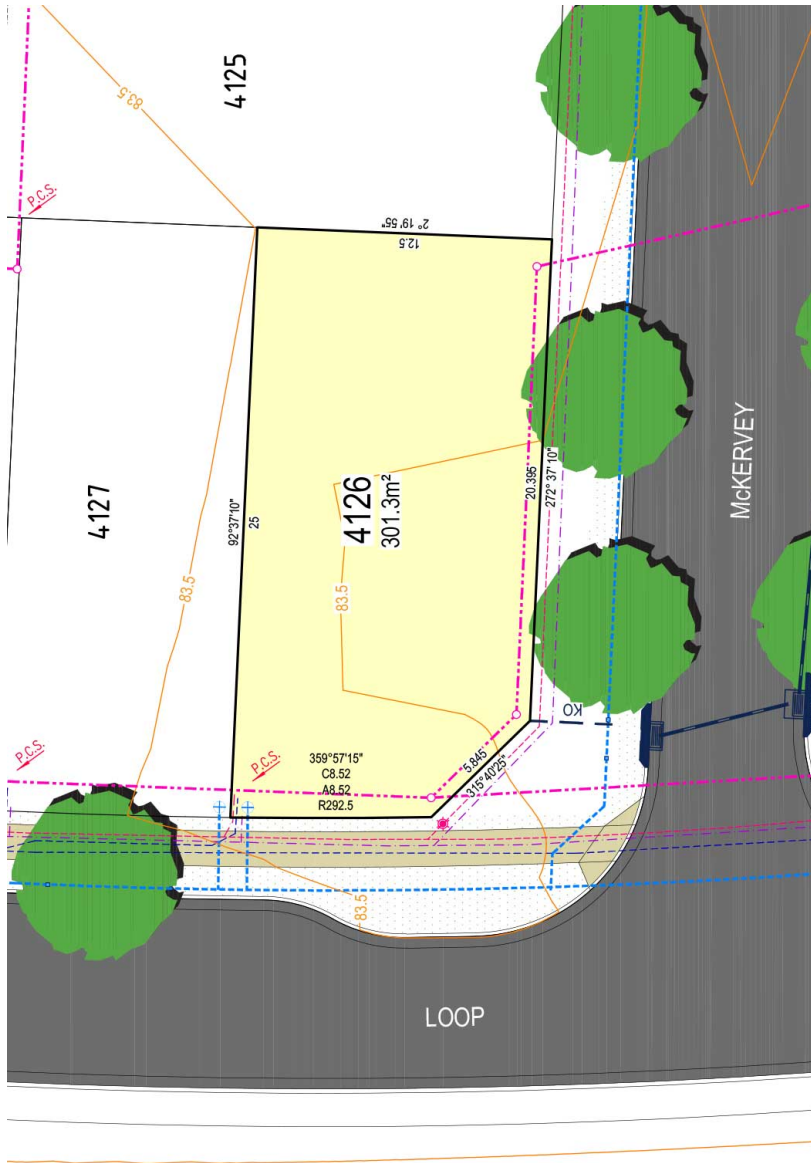 4125
83.5
P.C.S.
2° 19'55"
12.5
McKERVEY
4127
92°37'10"
25
4126
301.3m²
20.395
272° 37'10"
83.5
83.5
KO
P.C.S.
P.C.S.
359°57'15"
C8.52
A8.52
R292.5
5.845
315°40'25"
83.5
LOOP